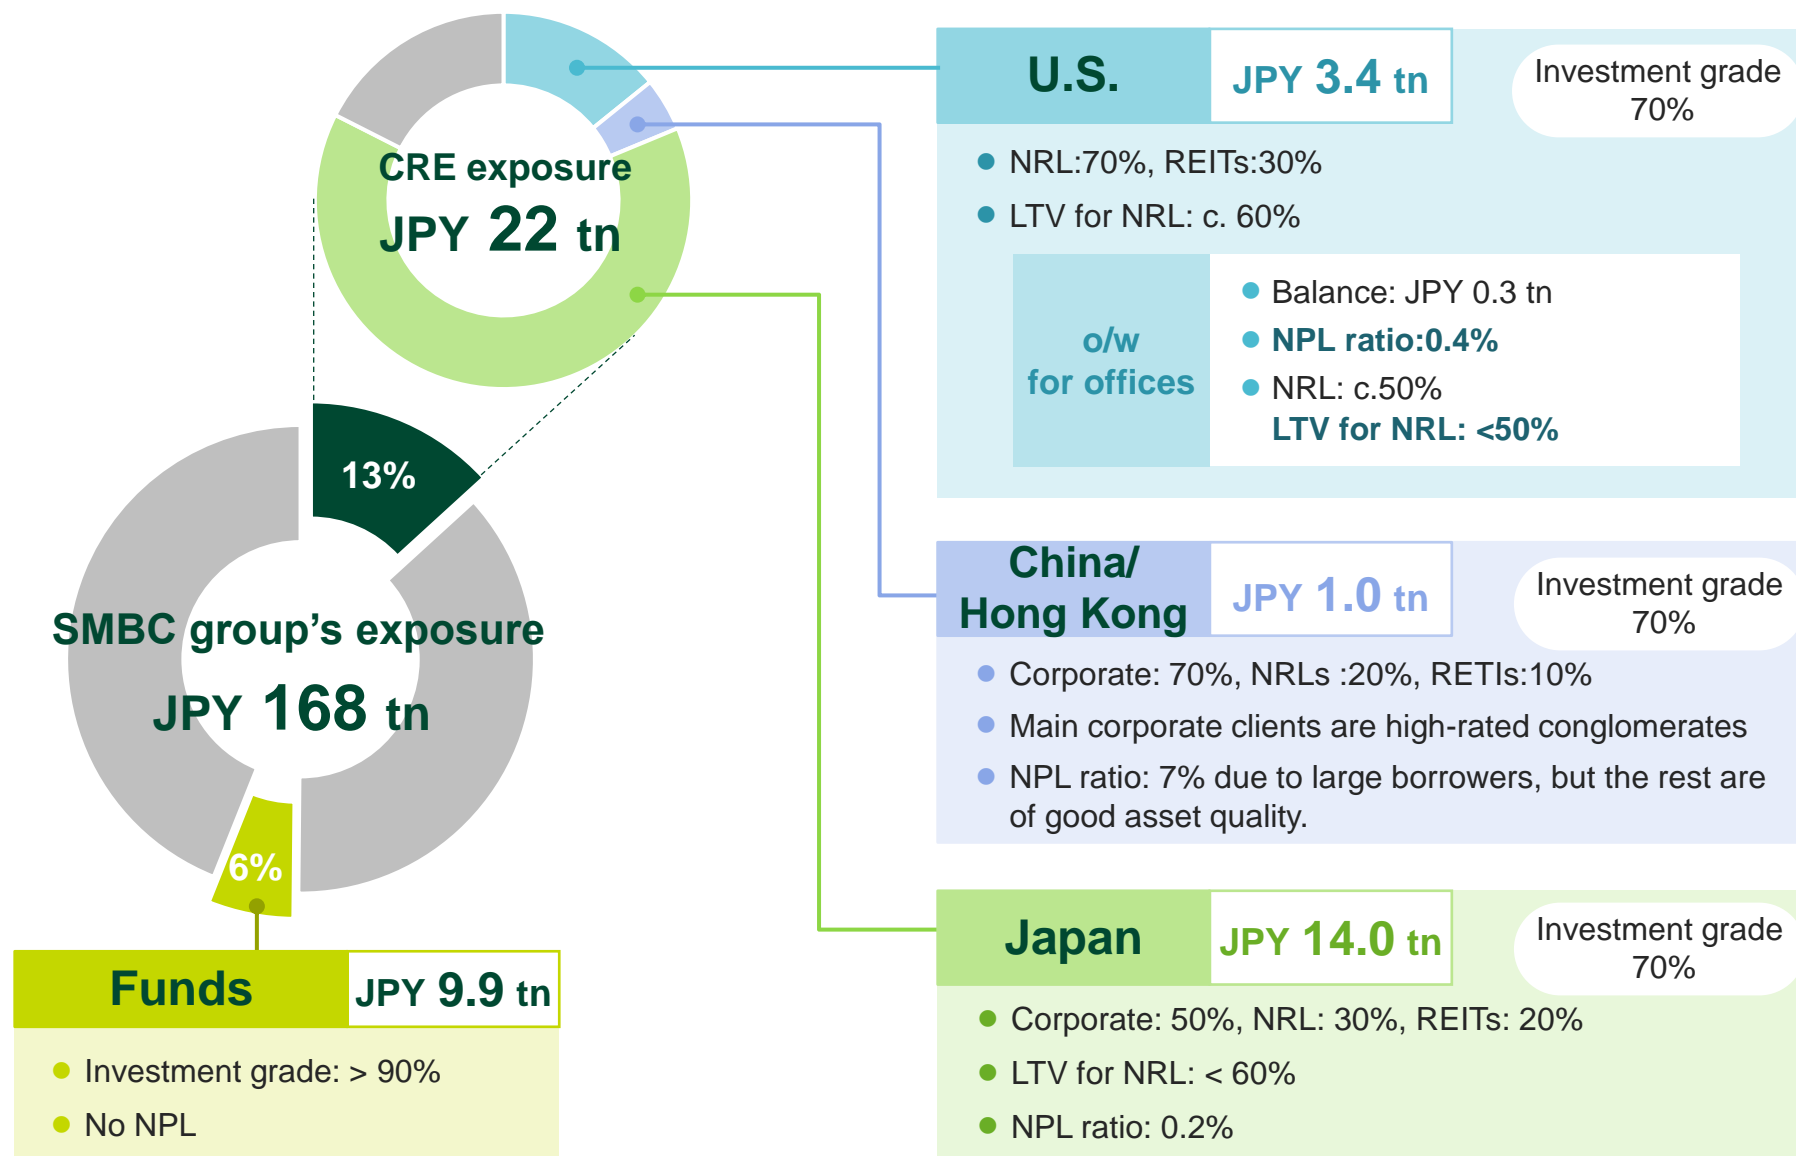 CRE exposure
JPY 22 tn
13%
SMBC group's exposure
JPY 168 tn
6%
Funds
JPY 9.9 tn
Investment grade: > 90%
No NPL
U.S.
JPY 3.4 tn
Investment grade
70%
NRL:70%, REITs:30%
LTV for NRL: c. 60%
o/w
for offices
Balance: JPY 0.3 tn
NPL ratio:0.4%
NRL: c.50%
LTV for NRL: <50%
China/
Hong Kong
JPY 1.0 tn
Investment grade
70%
Corporate: 70%, NRLs :20%, RETIs:10%
Main corporate clients are high-rated conglomerates
NPL ratio: 7% due to large borrowers, but the rest are
of good asset quality.
Japan
JPY 14.0 tn
Investment grade
70%
Corporate: 50%, NRL: 30%, REITs: 20%
LTV for NRL: < 60%
NPL ratio: 0.2%